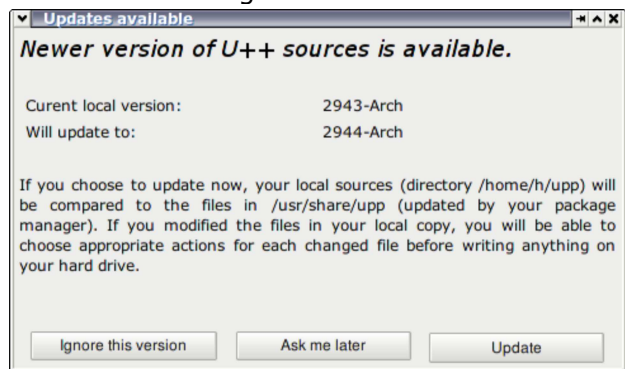 Updates available
Newer version of U++ sources is available.
Curent local version: 2943-Arch
Will update to: 2944-Arch
If you choose to update now, your local sources (directory /home/h/upp) will
be compared to the files in /usr/share/upp (updated by your package
manager). If you modified the files in your local copy, you will be able to
choose appropriate actions for each changed file before writing anything on
your hard drive.
Ignore this version Ask me later Update